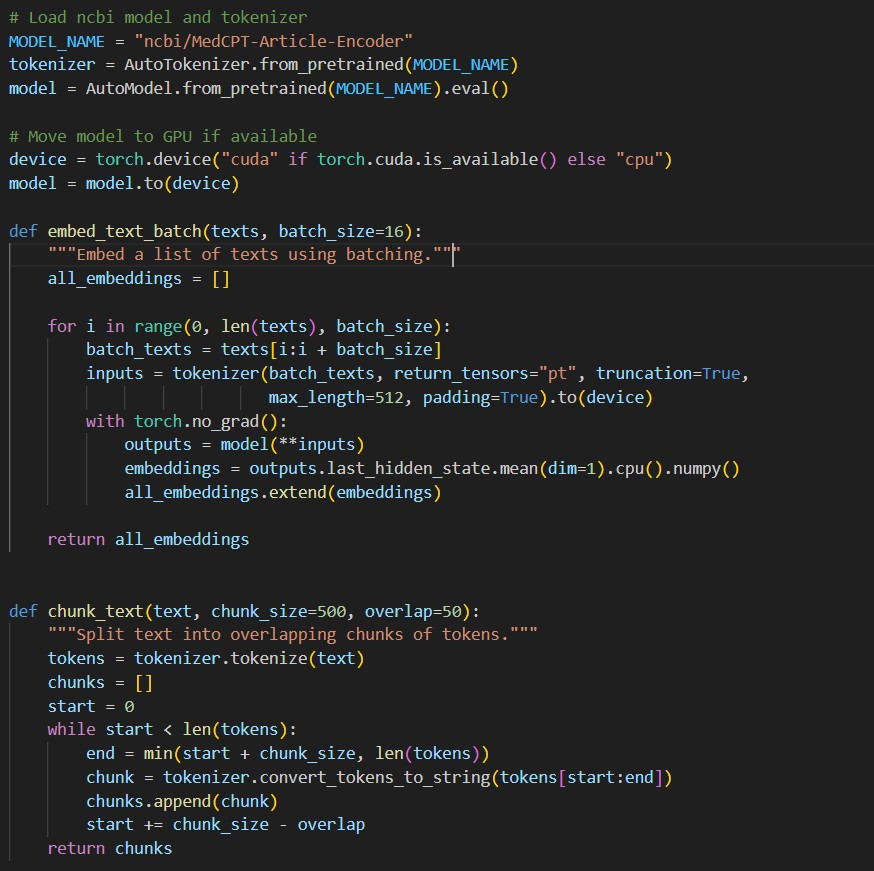 # Load ncbi model and tokenizer
MODEL_NAME = "ncbi/MedCPT-Article-Encoder"
tokenizer = AutoTokenizer.from_pretrained(MODEL_NAME)
model = AutoModel.from_pretrained(MODEL_NAME).eval()

# Move model to GPU if available
device = torch.device("cuda" if torch.cuda.is_available() else "cpu")
model = model.to(device)

def embed_text_batch(texts, batch_size=16):
    """Embed a list of texts using batching."""
    all_embeddings = []

    for i in range(0, len(texts), batch_size):
        batch_texts = texts[i:i + batch_size]
        inputs = tokenizer(batch_texts, return_tensors="pt", truncation=True,
                           max_length=512, padding=True).to(device)
        with torch.no_grad():
            outputs = model(**inputs)
            embeddings = outputs.last_hidden_state.mean(dim=1).cpu().numpy()
            all_embeddings.extend(embeddings)

    return all_embeddings


def chunk_text(text, chunk_size=500, overlap=50):
    """Split text into overlapping chunks of tokens."""
    tokens = tokenizer.tokenize(text)
    chunks = []
    start = 0
    while start < len(tokens):
        end = min(start + chunk_size, len(tokens))
        chunk = tokenizer.convert_tokens_to_string(tokens[start:end])
        chunks.append(chunk)
        start += chunk_size - overlap
    return chunks